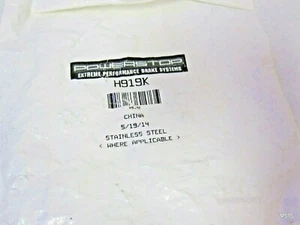 POWERSTOP
EXTREME PERFORMANCE BRAKE SYSTEMS
H919K
CHINA
5/19/14
STAINLESS STEEL
( WHERE APPLICABLE )